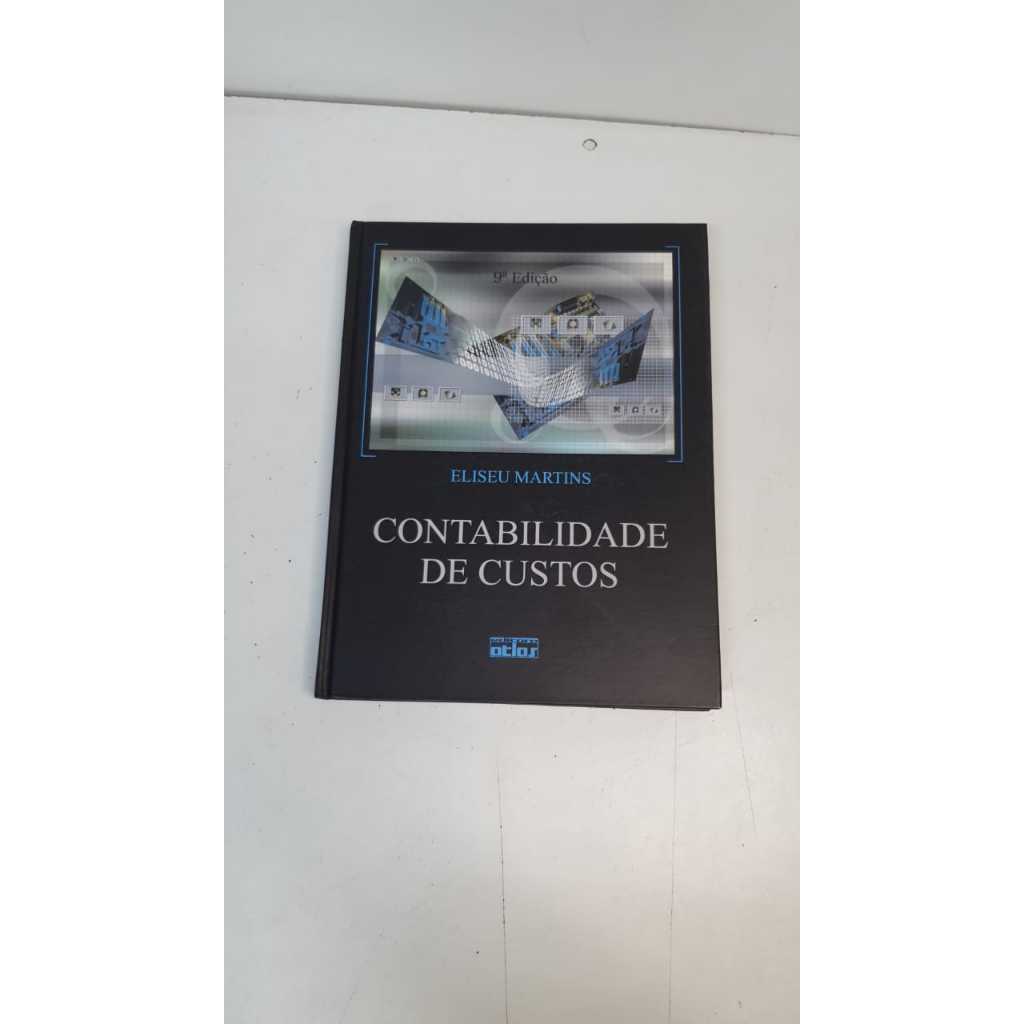 9ª Edição
ELISEU MARTINS
CONTABILIDADE
DE CUSTOS
atlas